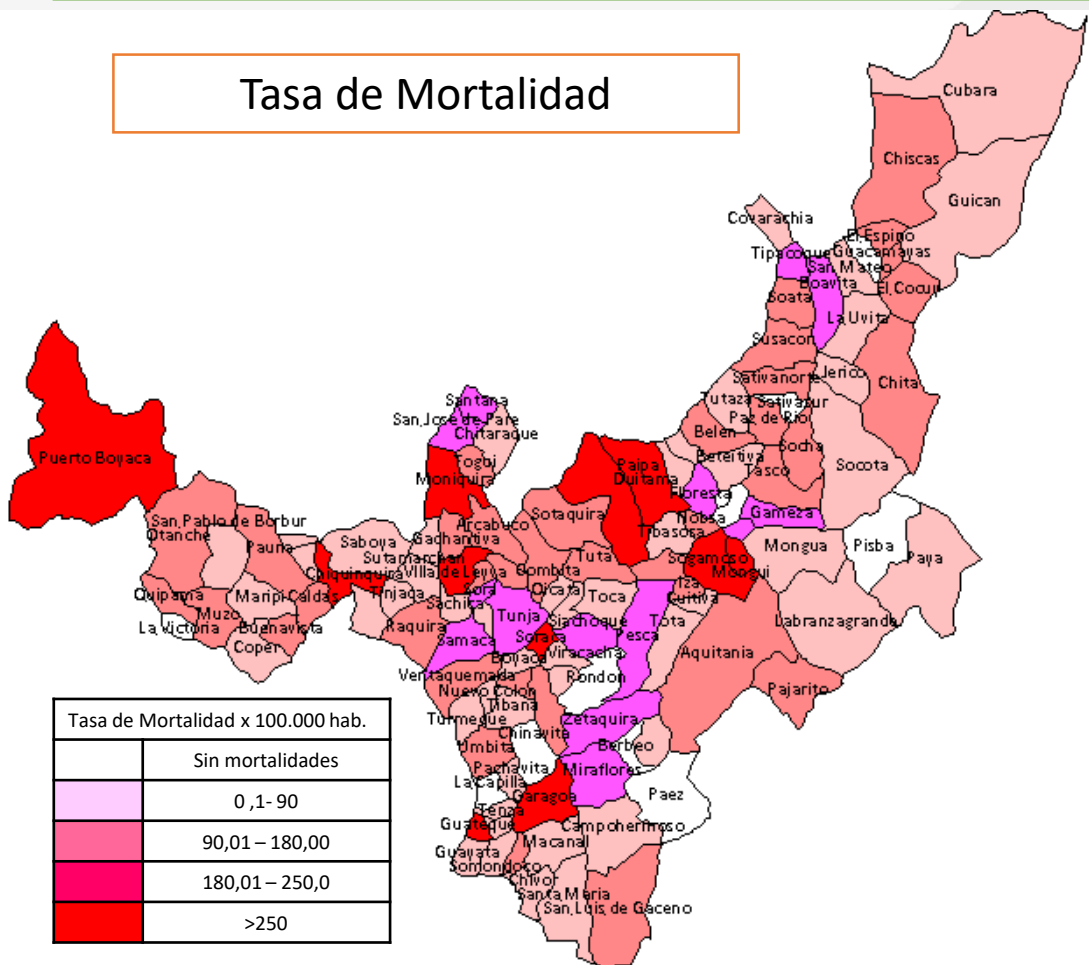 Tasa de Mortalidad
Cubara
Chiscas
Guican
Covarachia
El Espino
Tipacoque
Guacamayas
San Mateo
Boavita
El Cocuy
Soata
La Uvita
Susacon
Sativanorte
Jerico
Chita
Tutaza
Sativasur
Paz de Rio
Belen
Socha
Beteitiva
Tasco
Socota
Santana
San Jose de Pare
Chitaraque
Togui
Moniquira
Puerto Boyaca
Paipa
Duitama
Floresta
Nobsa
Gameza
Tibasosa
Mongua
Pisba
Paya
San Pablo de Borbur
Otanche
Pauna
Saboya
Arcabuco
Gachantiva
Sotaquira
Sutamarchan
Villa de Leyva
Chiquinquira
Tinjaca
Combita
Tuta
Sogamoso
Mongui
Quipama
Maripi
Caldas
Sachica
Sora
Oicata
Toca
Iza
Cuitiva
Muzo
La Victoria
Buenavista
Coper
Raquira
Samaca
Tunja
Siachoque
Soraca
Pesca
Tota
Labranzagrande
Boyaca
Viracacha
Aquitania
Ventaquemada
Rondon
Pajarito
Nuevo Colon
Tibana
Turmeque
Zetaquira
Chinavita
Umbita
Berbeo
Pachavita
Miraflores
La Capilla
Garagoa
Paez
Tenza
Guateque
Campohermoso
Macanal
Guayata
Somondoco
Chivor
Santa Maria
San Luis de Gaceno
Tasa de Mortalidad x 100.000 hab.
Sin mortalidades
0 ,1- 90
90,01 – 180,00
180,01 – 250,0
>250